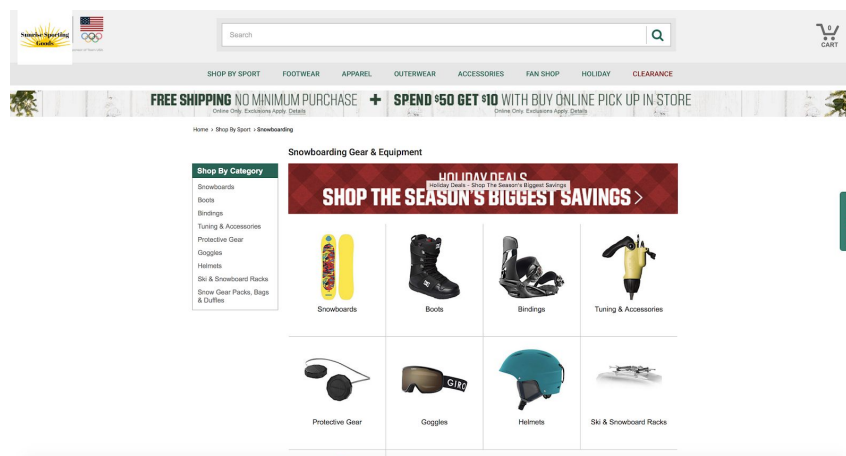 Sunrise Sporting
Goods
Search
0
CART
SHOP BY SPORT FOOTWEAR APPAREL OUTERWEAR ACCESSORIES FAN SHOP HOLIDAY CLEARANCE
FREE SHIPPING NO MINIMUM PURCHASE + SPEND $50 GET $10 WITH BUY ONLINE PICK UP IN STORE
Online Only. Exclusions Apply. Details Online Only. Exclusions Apply. Details
Home › Shop By Sport › Snowboarding
Snowboarding Gear & Equipment
Shop By Category
Snowboards
Boots
Bindings
Tuning & Accessories
Protective Gear
Goggles
Helmets
Ski & Snowboard Racks
Snow Gear Packs, Bags
& Duffles
HOLIDAY DEALS
Holiday Deals - Shop The Season's Biggest Savings
SHOP THE SEASON'S BIGGEST SAVINGS >
Snowboards Boots Bindings Tuning & Accessories
GIRO
Protective Gear Goggles Helmets Ski & Snowboard Racks